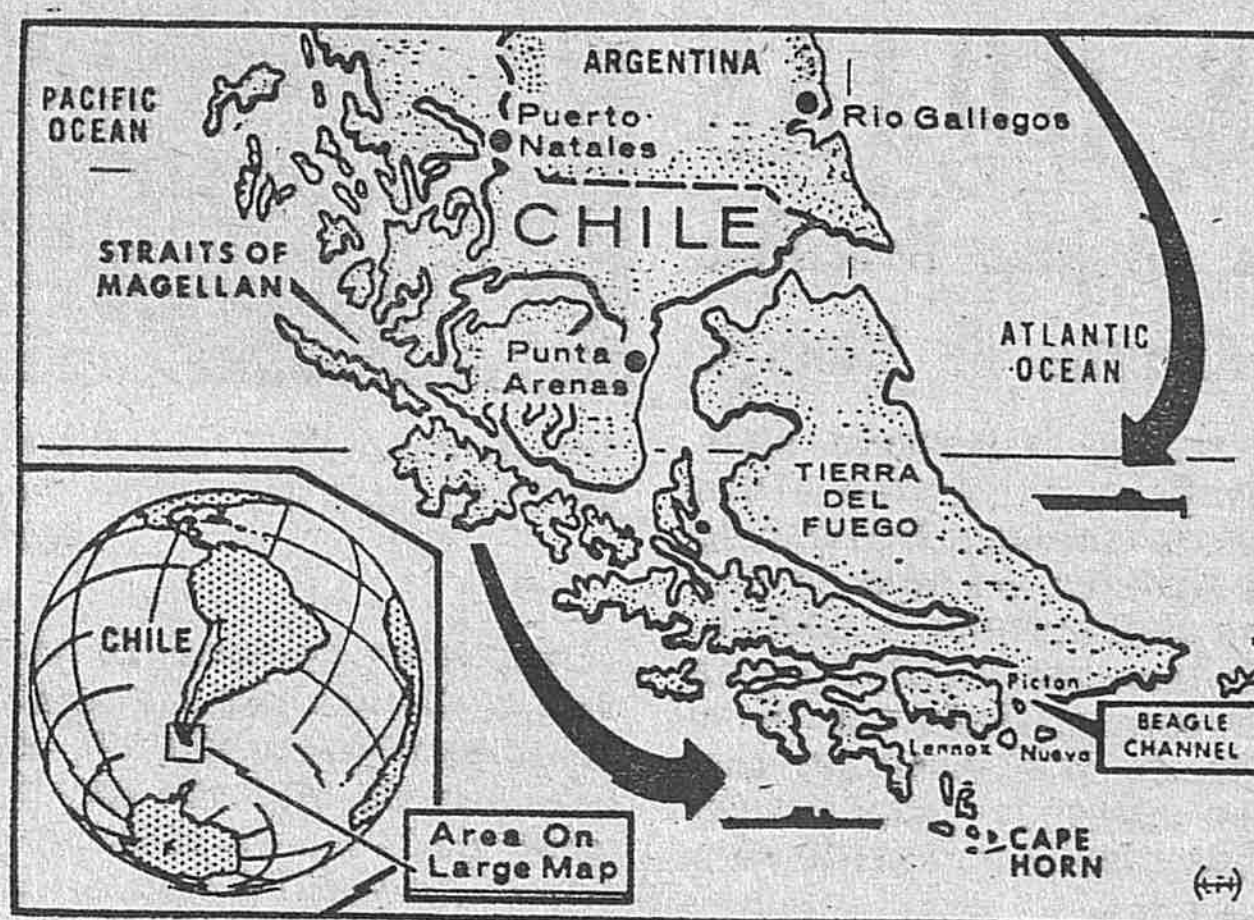 ARGENTINA
PACIFIC
OCEAN
Puerto
Natales
Rio Gallegos
CHILE
STRAITS OF
MAGELLAN
Punta
Arenas
ATLANTIC
OCEAN
TIERRA
DEL
FUEGO
CHILE
Picton
BEAGLE
CHANNEL
Lennox
Nueva
Area On
Large Map
CAPE
HORN